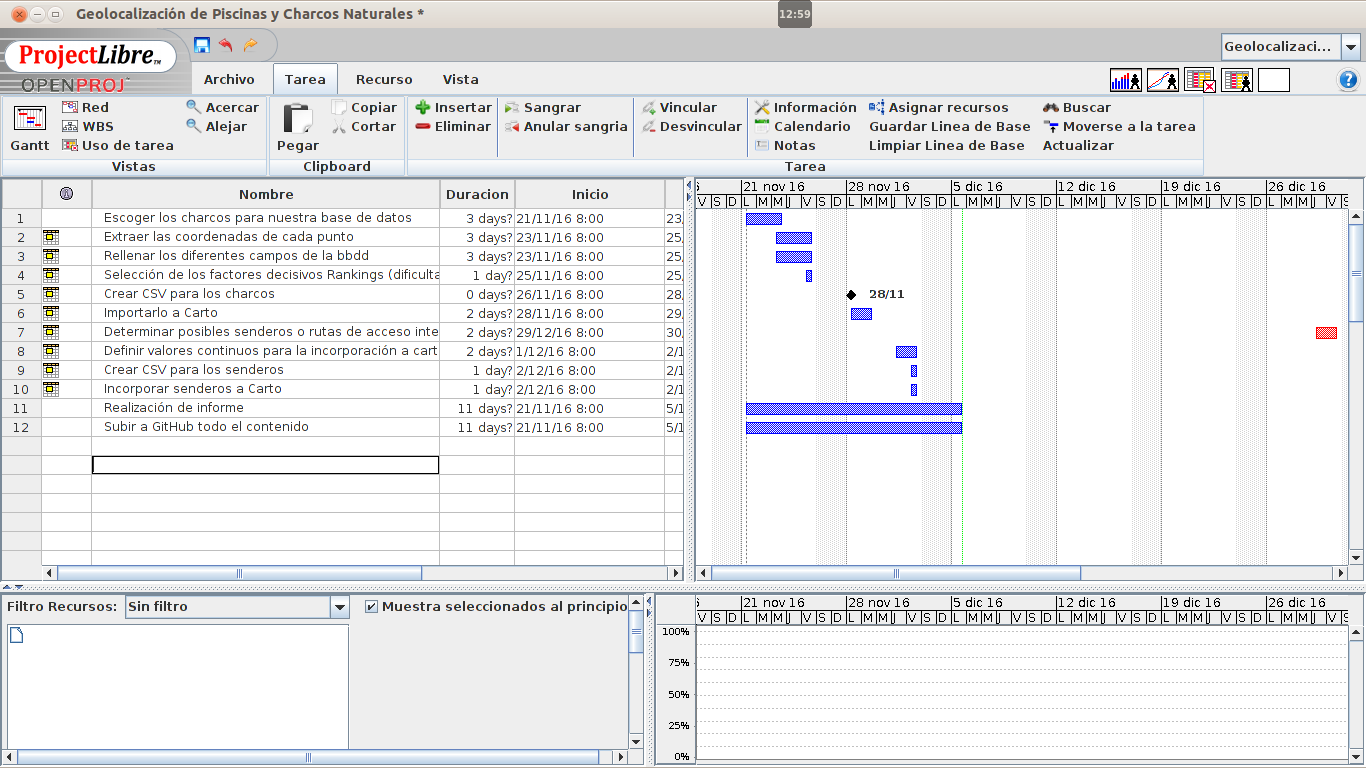 Geolocalización de Piscinas y Charcos Naturales *
12:59
ProjectLibre™
OPENPROJ
Geolocalizaci...
Archivo Tarea Recurso Vista
Gantt
Red
WBS
Uso de tarea
Acercar
Alejar
Vistas
Pegar
Copiar
Cortar
Clipboard
Insertar
Eliminar
Sangrar
Anular sangria
Vincular
Desvincular
Información
Calendario
Notas
Asignar recursos
Guardar Linea de Base
Limpiar Linea de Base
Buscar
Moverse a la tarea
Actualizar
Tarea
Nombre Duracion Inicio
1 Escoger los charcos para nuestra base de datos 3 days? 21/11/16 8:00 23,
2 Extraer las coordenadas de cada punto 3 days? 23/11/16 8:00 25,
3 Rellenar los diferentes campos de la bbdd 3 days? 23/11/16 8:00 25,
4 Selección de los factores decisivos Rankings (dificulta 1 day? 25/11/16 8:00 25,
5 Crear CSV para los charcos 0 days? 26/11/16 8:00 28,
6 Importarlo a Carto 2 days? 28/11/16 8:00 29,
7 Determinar posibles senderos o rutas de acceso inte 2 days? 29/12/16 8:00 30,
8 Definir valores continuos para la incorporación a cart 2 days? 1/12/16 8:00 2/1
9 Crear CSV para los senderos 1 day? 2/12/16 8:00 2/1
10 Incorporar senderos a Carto 1 day? 2/12/16 8:00 2/1
11 Realización de informe 11 days? 21/11/16 8:00 5/1
12 Subir a GitHub todo el contenido 11 days? 21/11/16 8:00 5/1
21 nov 16 28 nov 16 5 dic 16 12 dic 16 19 dic 16 26 dic 16
V S D L M M J V S D L M M J V S D L M M J V S D L M M J V S D L M M J V S D L M M J V S
28/11
Filtro Recursos: Sin filtro
Muestra seleccionados al principio
21 nov 16 28 nov 16 5 dic 16 12 dic 16 19 dic 16 26 dic 16
V S D L M M J V S D L M M J V S D L M M J V S D L M M J V S D L M M J V S D L M M J V S
100%
75%
50%
25%
0%